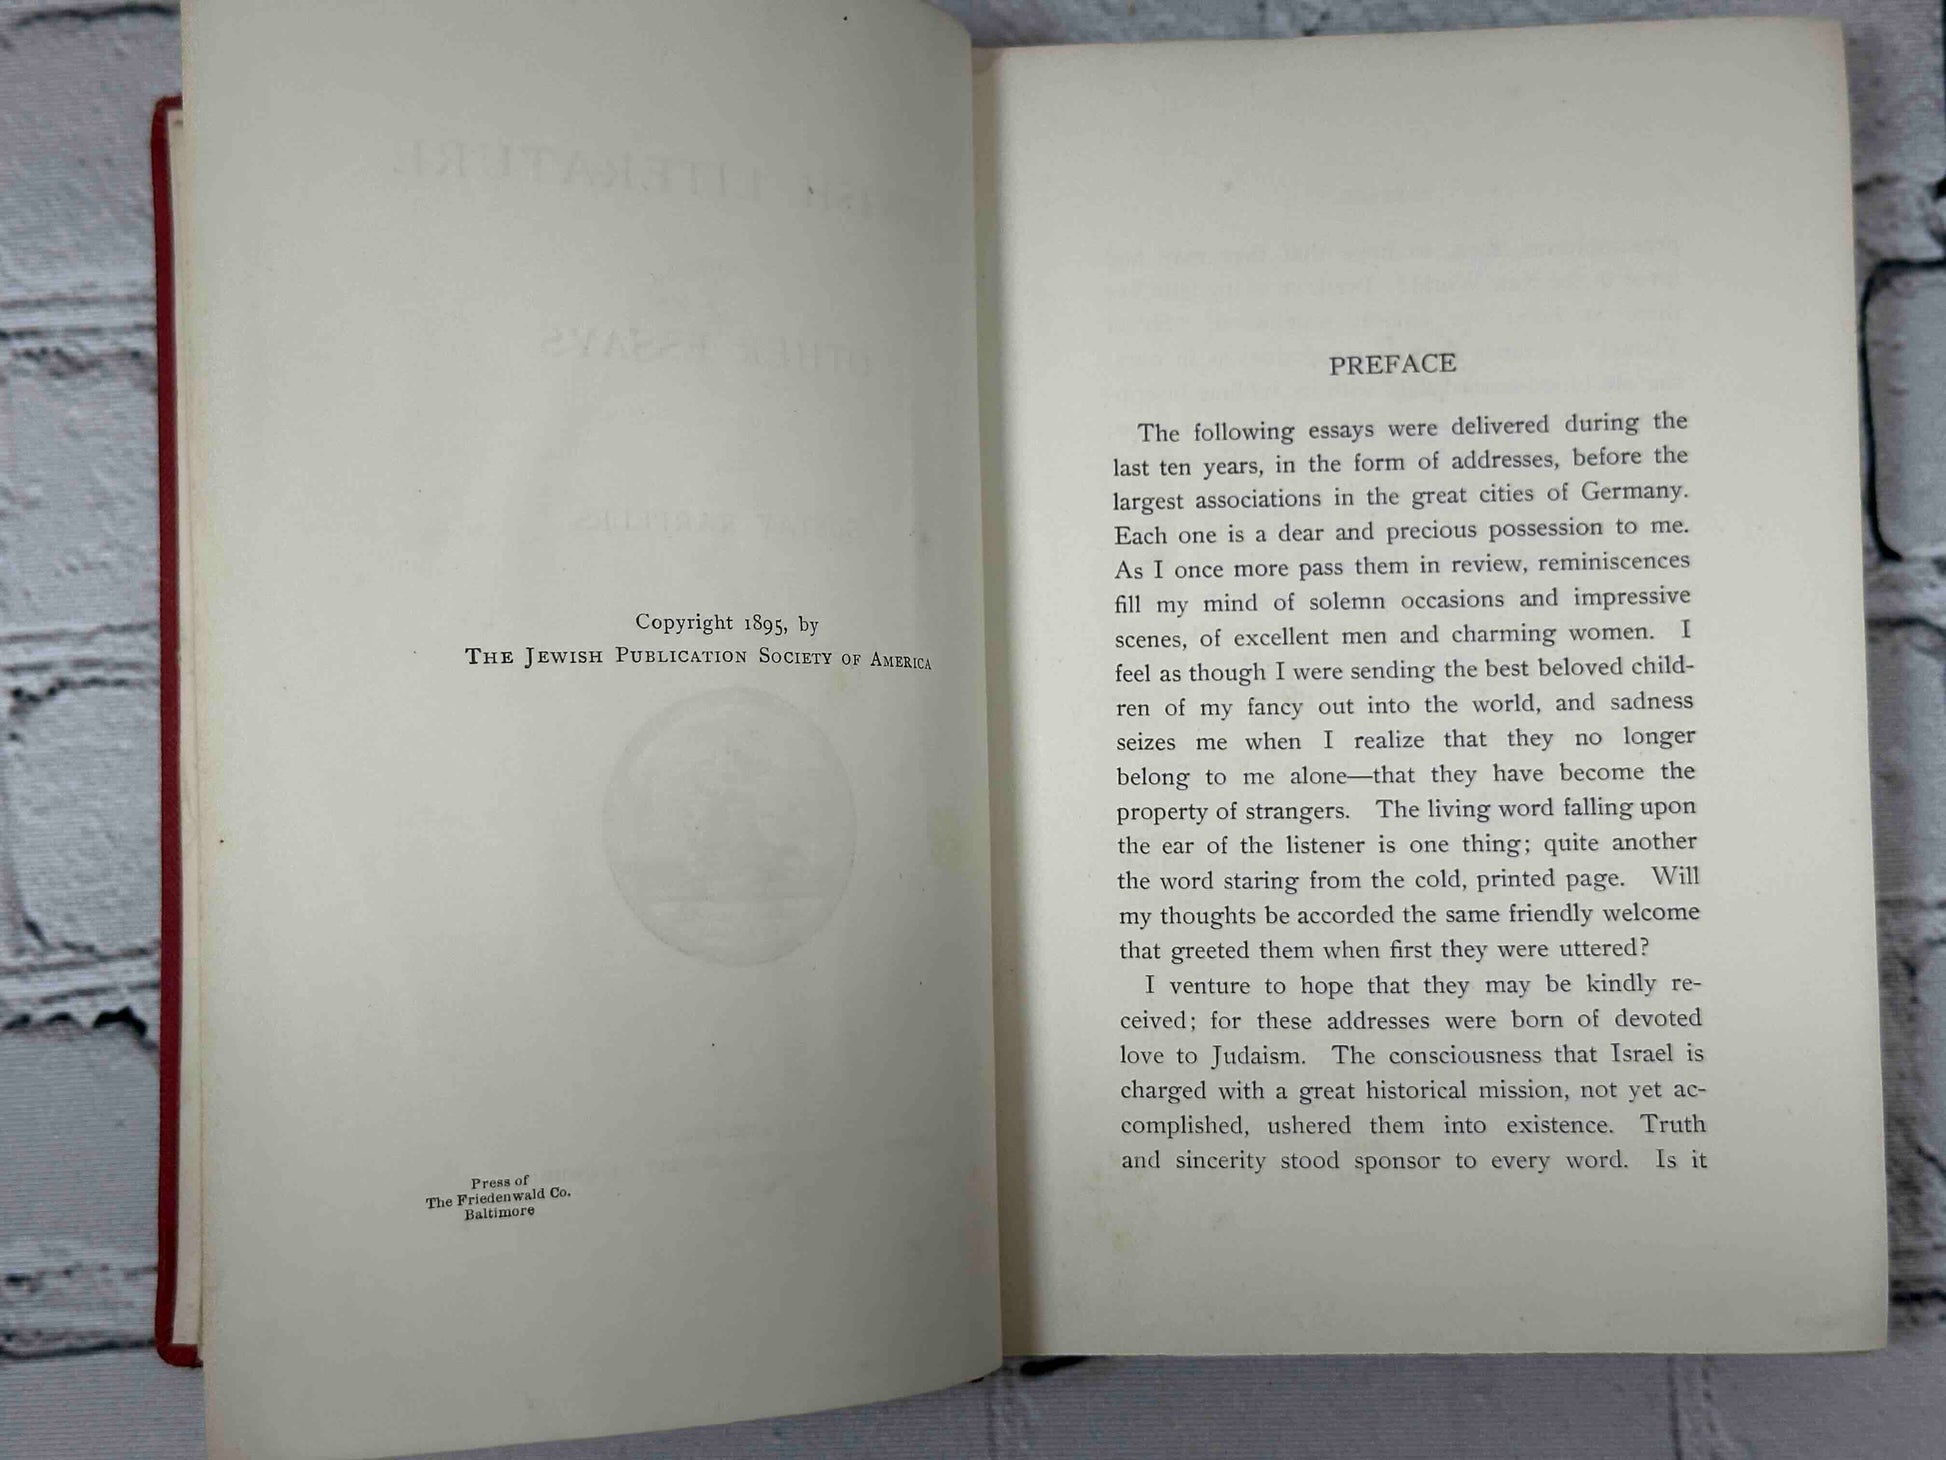 Copyright 1895, by
THE JEWISH PUBLICATION SOCIETY OF AMERICA
Press of
The Friedenwald Co.
Baltimore
PREFACE
The following essays were delivered during the
last ten years, in the form of addresses, before the
largest associations in the great cities of Germany.
Each one is a dear and precious possession to me.
As I once more pass them in review, reminiscences
fill my mind of solemn occasions and impressive
scenes, of excellent men and charming women. I
feel as though I were sending the best beloved child-
ren of my fancy out into the world, and sadness
seizes me when I realize that they no longer
belong to me alone—that they have become the
property of strangers. The living word falling upon
the ear of the listener is one thing; quite another
the word staring from the cold, printed page. Will
my thoughts be accorded the same friendly welcome
that greeted them when first they were uttered?
I venture to hope that they may be kindly re-
ceived; for these addresses were born of devoted
love to Judaism. The consciousness that Israel is
charged with a great historical mission, not yet ac-
complished, ushered them into existence. Truth
and sincerity stood sponsor to every word. Is it